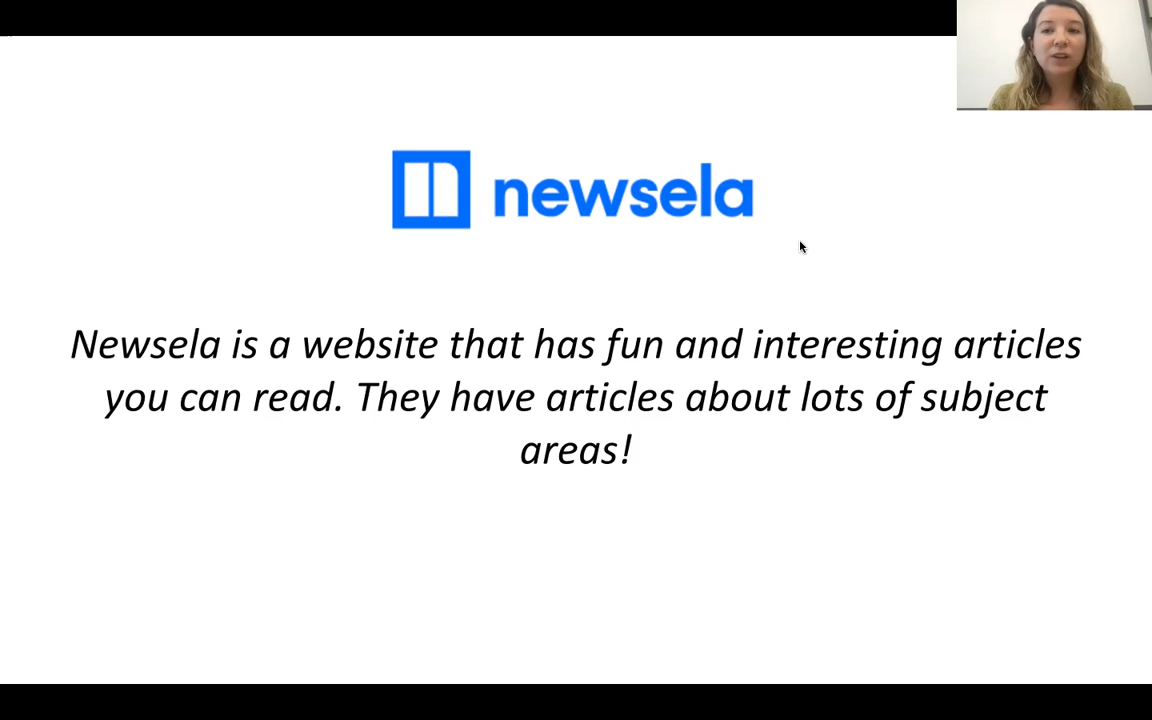 newsela
Newsela is a website that has fun and interesting articles
you can read. They have articles about lots of subject
areas!